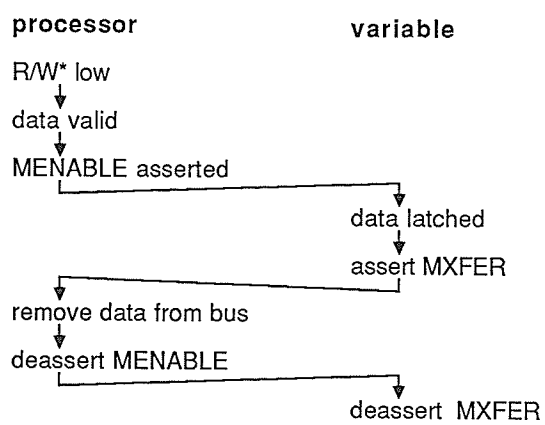 processor
variable
R/W* low
data valid
MENABLE asserted
data latched
assert MXFER
remove data from bus
deassert MENABLE
deassert MXFER